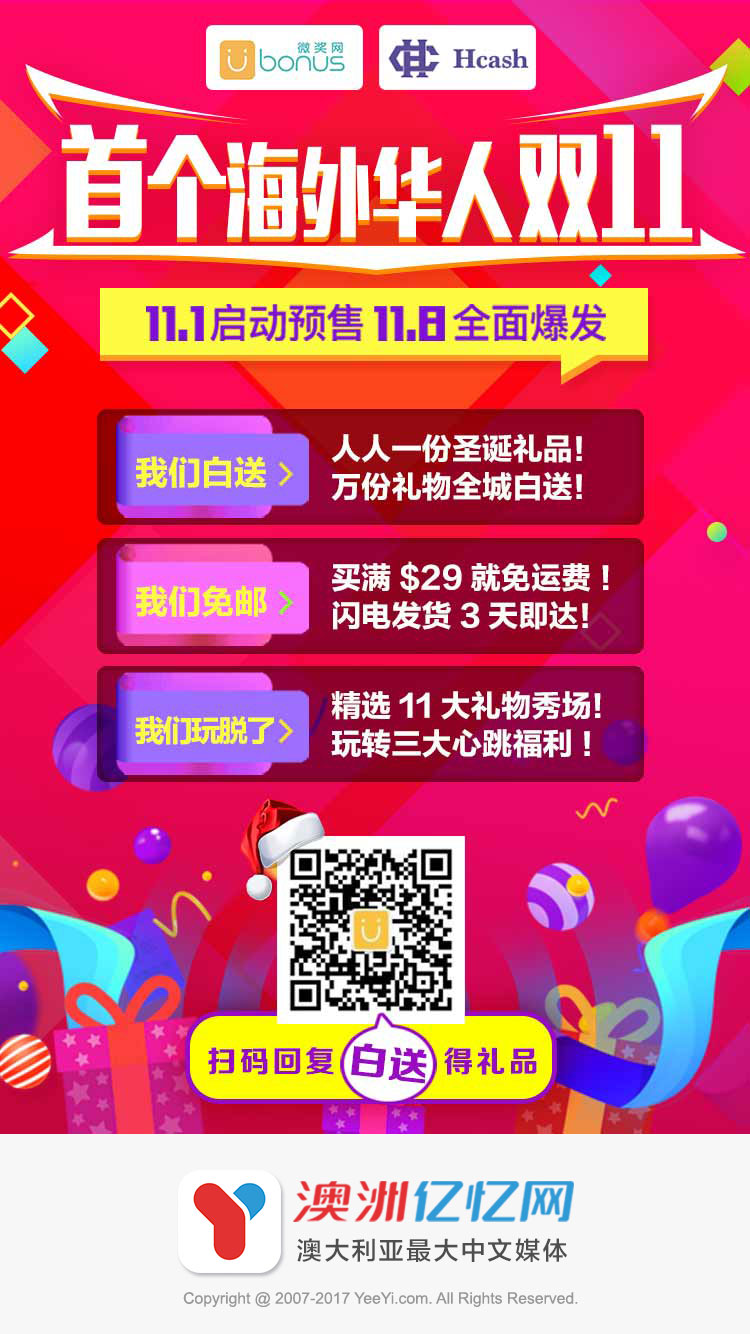 微奖网
Ubonus
Hcash
首个海外华人双11
11.1启动预售 11.8全面爆发
我们白送 >
人人一份圣诞礼品!
万份礼物全城白送!
我们免邮 >
买满 $29 就免运费!
闪电发货 3 天即达!
我们玩脱了 >
精选 11 大礼物秀场!
玩转三大心跳福利!
扫码回复 白送 得礼品
澳洲亿忆网
澳大利亚最大中文媒体
Copyright @ 2007-2017 YeeYi.com. All Rights Reserved.